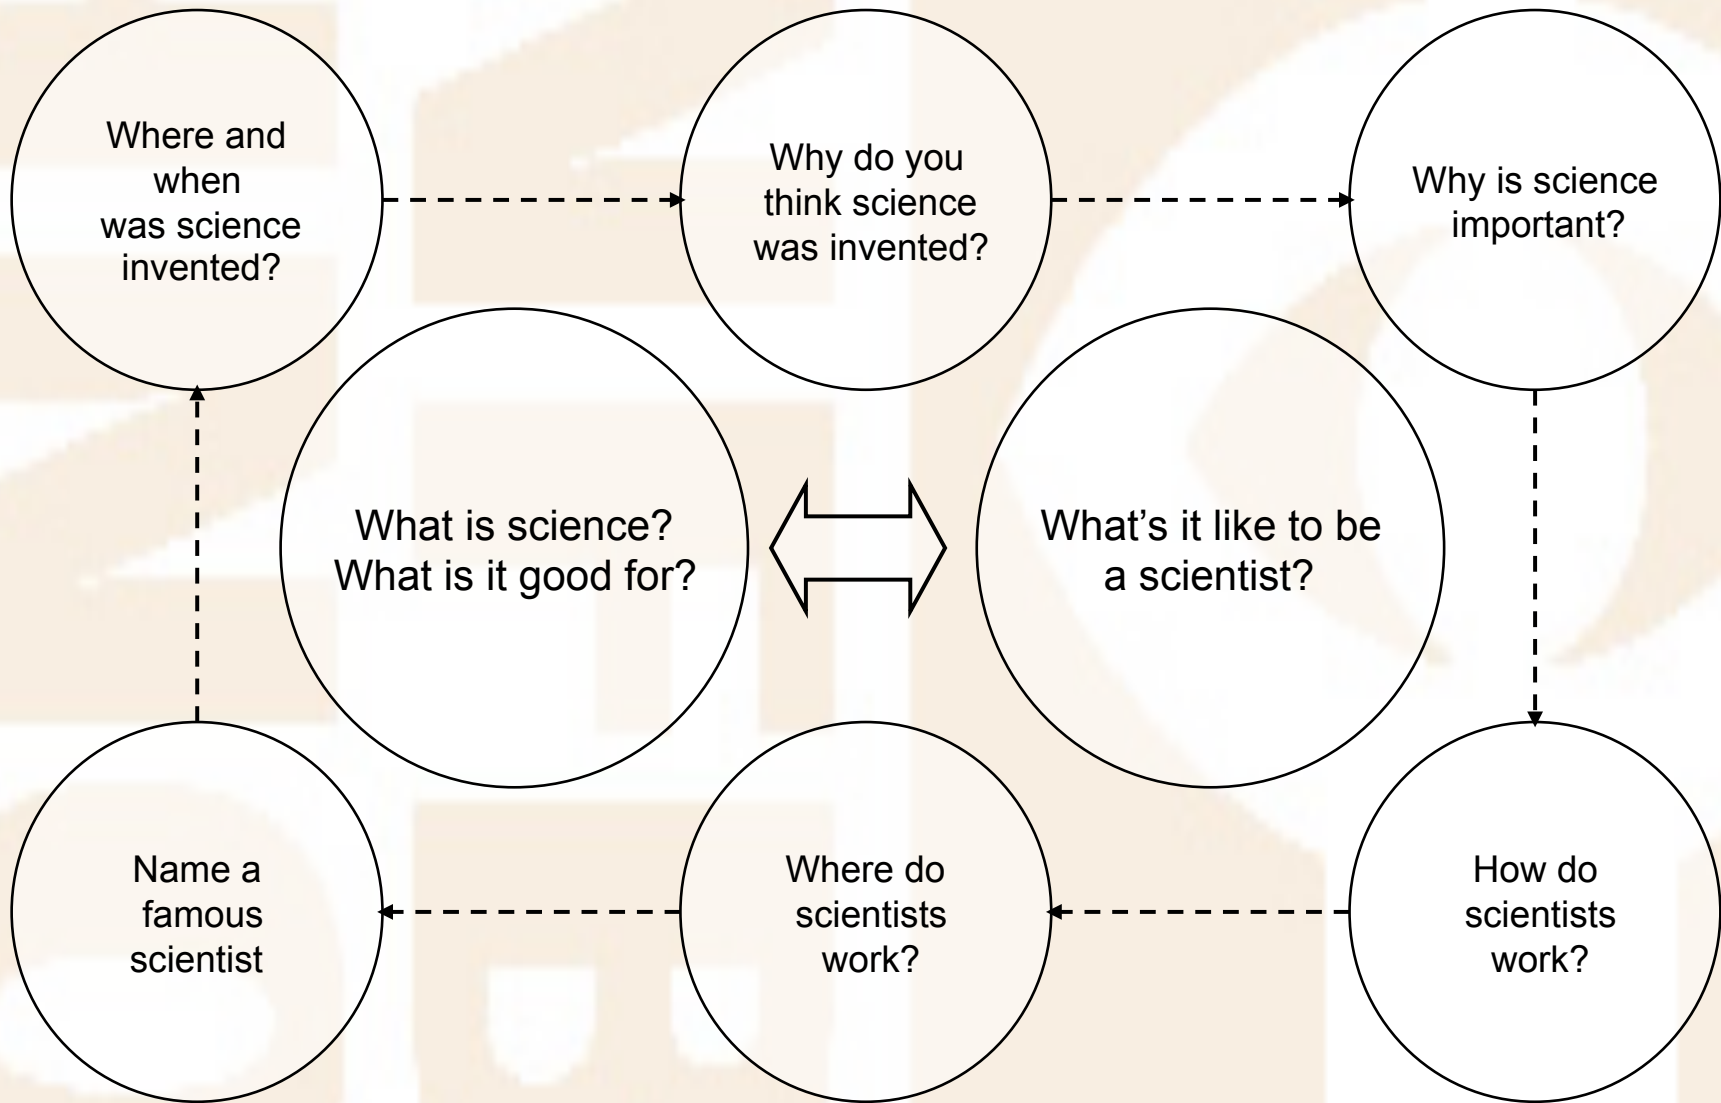 Where and
when
was science
invented?
Why do you
think science
was invented?
Why is science
important?
What is science?
What is it good for?
What’s it like to be
a scientist?
Name a
famous
scientist
Where do
scientists
work?
How do
scientists
work?